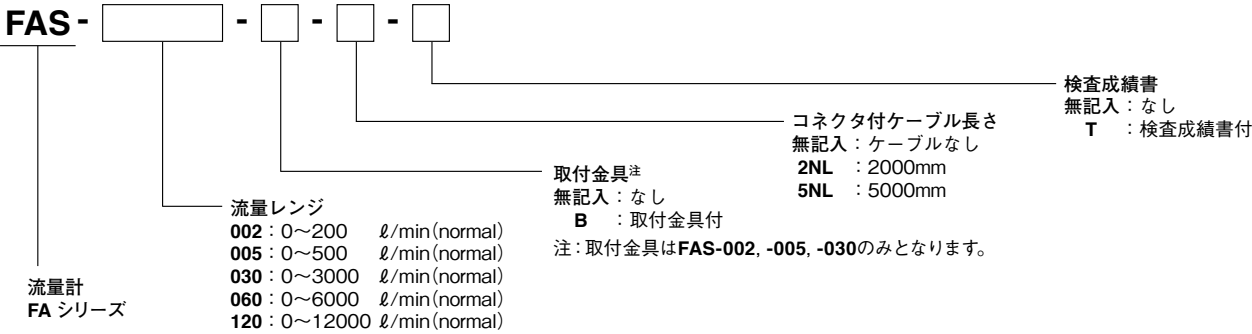 FAS- - - -
検査成績書
無記入：なし
T ：検査成績書付
コネクタ付ケーブル長さ
無記入：ケーブルなし
2NL ：2000mm
5NL ：5000mm
取付金具注
無記入：なし
B ：取付金具付
注：取付金具はFAS-002, -005, -030のみとなります。
流量レンジ
002：0～200 ℓ/min(normal)
005：0～500 ℓ/min(normal)
030：0～3000 ℓ/min(normal)
060：0～6000 ℓ/min(normal)
120：0～12000 ℓ/min(normal)
流量計
FA シリーズ